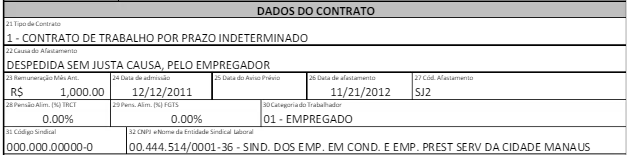 DADOS DO CONTRATO
21 Tipo de Contrato
1 - CONTRATO DE TRABALHO POR PRAZO INDETERMINADO
22 Causa do Afastamento
DESPEDIDA SEM JUSTA CAUSA, PELO EMPREGADOR
23 Remuneração Mês Ant. 24 Data de admissão 25 Data do Aviso Prévio 26 Data de afastamento 27 Cód. Afastamento
R$ 1,000.00 12/12/2011 11/21/2012 SJ2
28 Pensão Alim. (%) TRCT 29 Pens. Alim. (%) FGTS 30 Categoria do Trabalhador
0.00% 0.00% 01 - EMPREGADO
31 Código Sindical 32 CNPJ e Nome da Entidade Sindical Laboral
000.000.00000-0 00.444.514/0001-36 - SIND. DOS EMP. EM COND. E EMP. PREST SERV DA CIDADE MANAUS